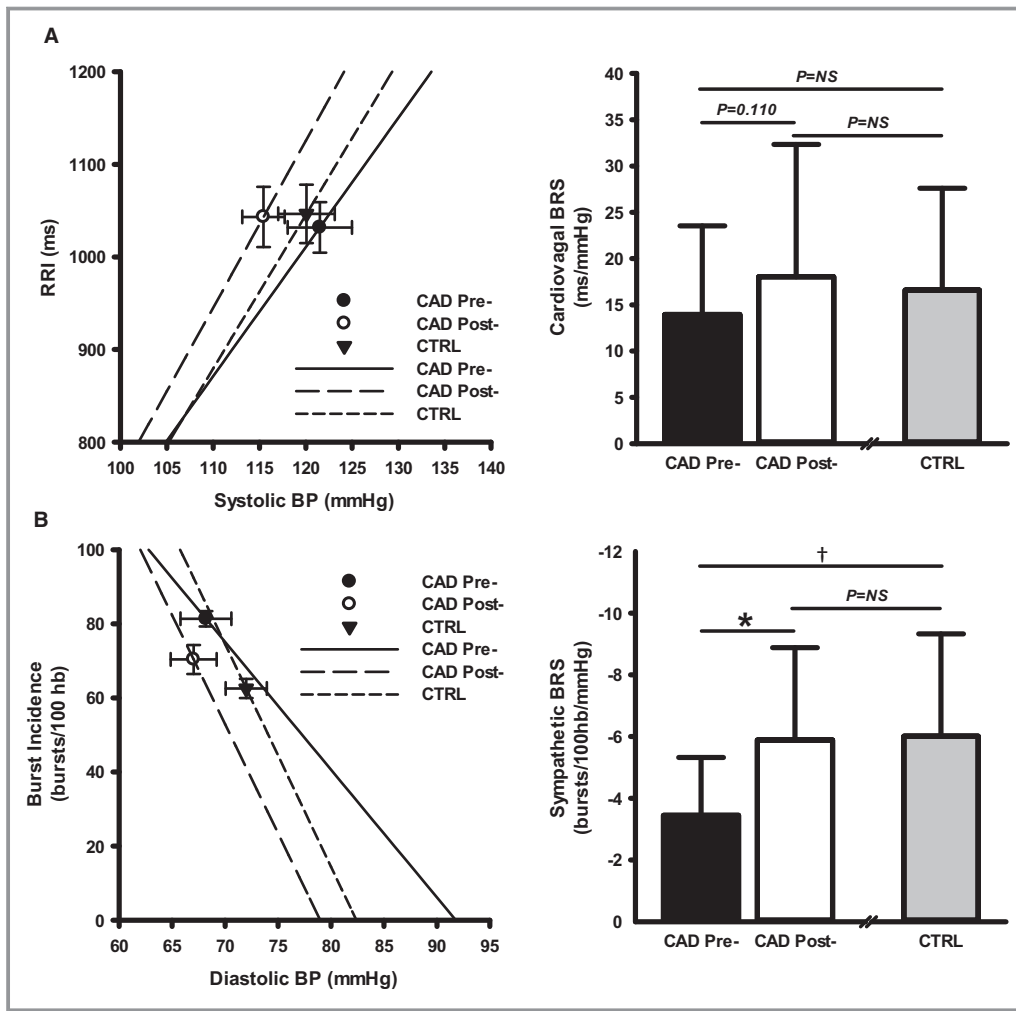 A
RRI (ms)
1200
1100
1000
900
800
100 105 110 115 120 125 130 135 140
Systolic BP (mmHg)
CAD Pre-
CAD Post-
CTRL
CAD Pre-
CAD Post-
CTRL
Cardiovagal BRS
(ms/mmHg)
40
35
30
25
20
15
10
5
0
P=NS
P=0.110
P=NS
CAD Pre- CAD Post- CTRL
B
Burst Incidence
(bursts/100 hb)
100
80
60
40
20
0
60 65 70 75 80 85 90 95
Diastolic BP (mmHg)
CAD Pre-
CAD Post-
CTRL
CAD Pre-
CAD Post-
CTRL
Sympathetic BRS
(bursts/100hb/mmHg)
-12
-10
-8
-6
-4
-2
0
†
P=NS
*
CAD Pre- CAD Post- CTRL